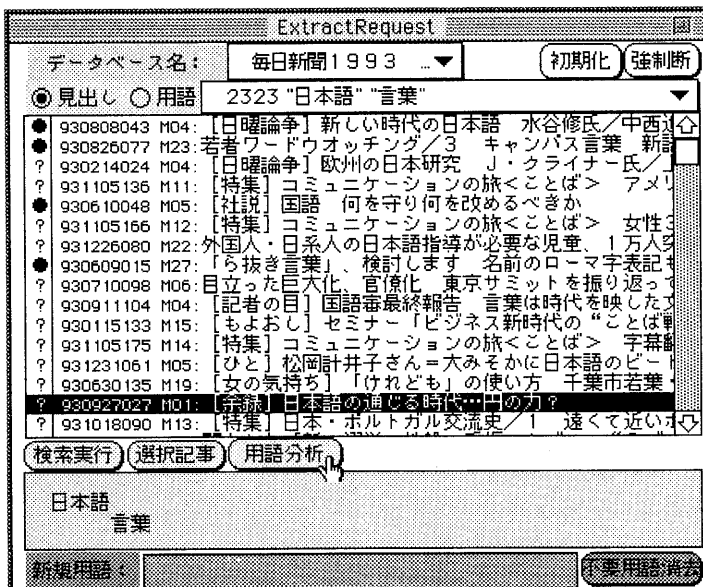 ExtractRequest
データベース名: 毎日新聞1993 …▼ 初期化 強制断
◉見出し ○用語 2323 "日本語" "言葉" ▼
● 930808043 M04: [日曜論争] 新しい時代の日本語 水谷修氏/中西
● 930826077 M23:若者ワードウオッチング/3 キャンパス言葉 新
? 930214024 M04: [日曜論争] 欧州の日本研究 J・クライナー氏/
? 931105136 M11: [特集] コミュニケーションの旅<ことば> アメリ
● 930610048 M05: [社説] 国語 何を守り何を改めるべきか
? 931105166 M12: [特集] コミュニケーションの旅<ことば> 女性3
? 931226080 M22:外国人・日系人の日本語指導が必要な児童、1万人突
● 930609015 M27:「ら抜き言葉」、検討します 名前のローマ字表記も
? 930710098 M06:目立った巨大化、官僚化 東京サミットを振り返って
? 930911104 M04: [記者の目] 国語審最終報告 言葉は時代を映した文
? 930115133 M15: [もよおし] セミナー「ビジネス新時代の“ことば戦
? 931105175 M14: [特集] コミュニケーションの旅<ことば> 字幕翻
? 931231061 M05: [ひと] 松岡計井子さん=大みそかに日本語のビート
? 930630135 M19: [女の気持ち] 「けれども」の使い方 千葉市若葉・
? 930927027 M01: [余録] 日本語の通じる時代…円の力?
? 931018090 M13: [特集] 日本・ポルトガル交流史/1 遠くて近いポ
検索実行 選択記事 用語分析
日本語
言葉
新規用語: 不要用語消去